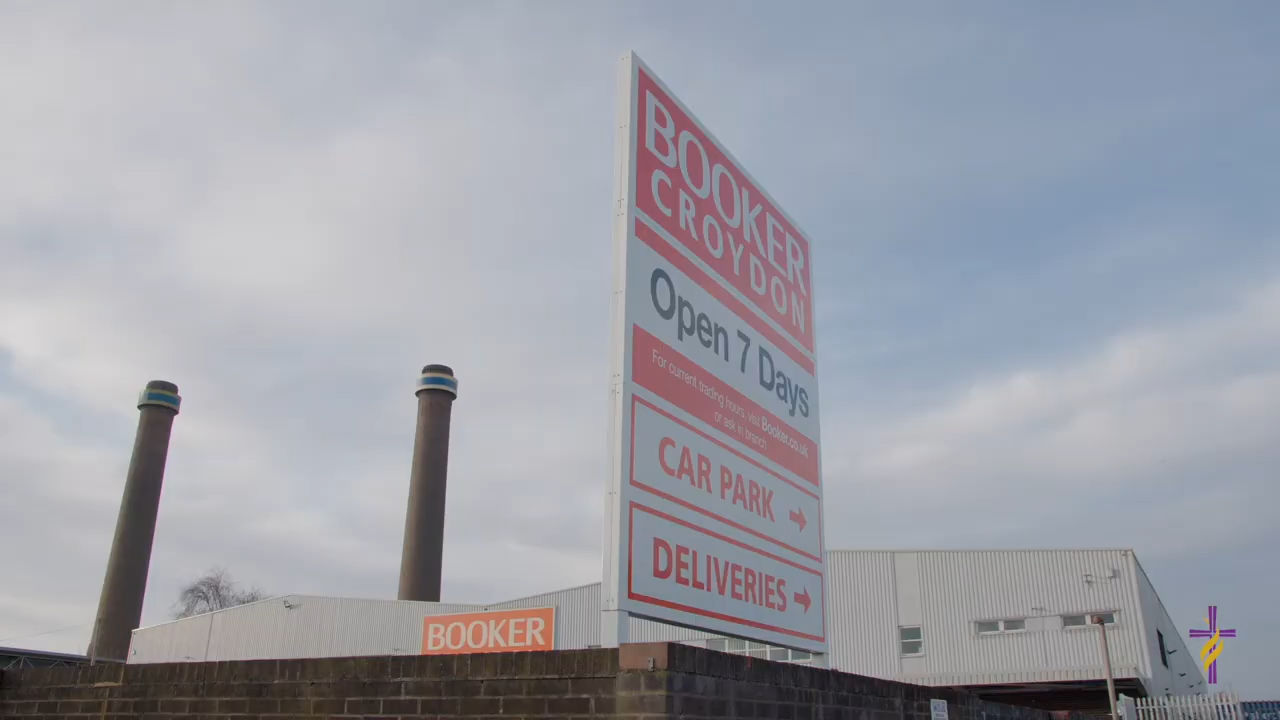 BOOKER
CROYDON
Open 7 Days
For current trading hours visit Booker.co.uk
or ask in branch
CAR PARK
DELIVERIES
BOOKER